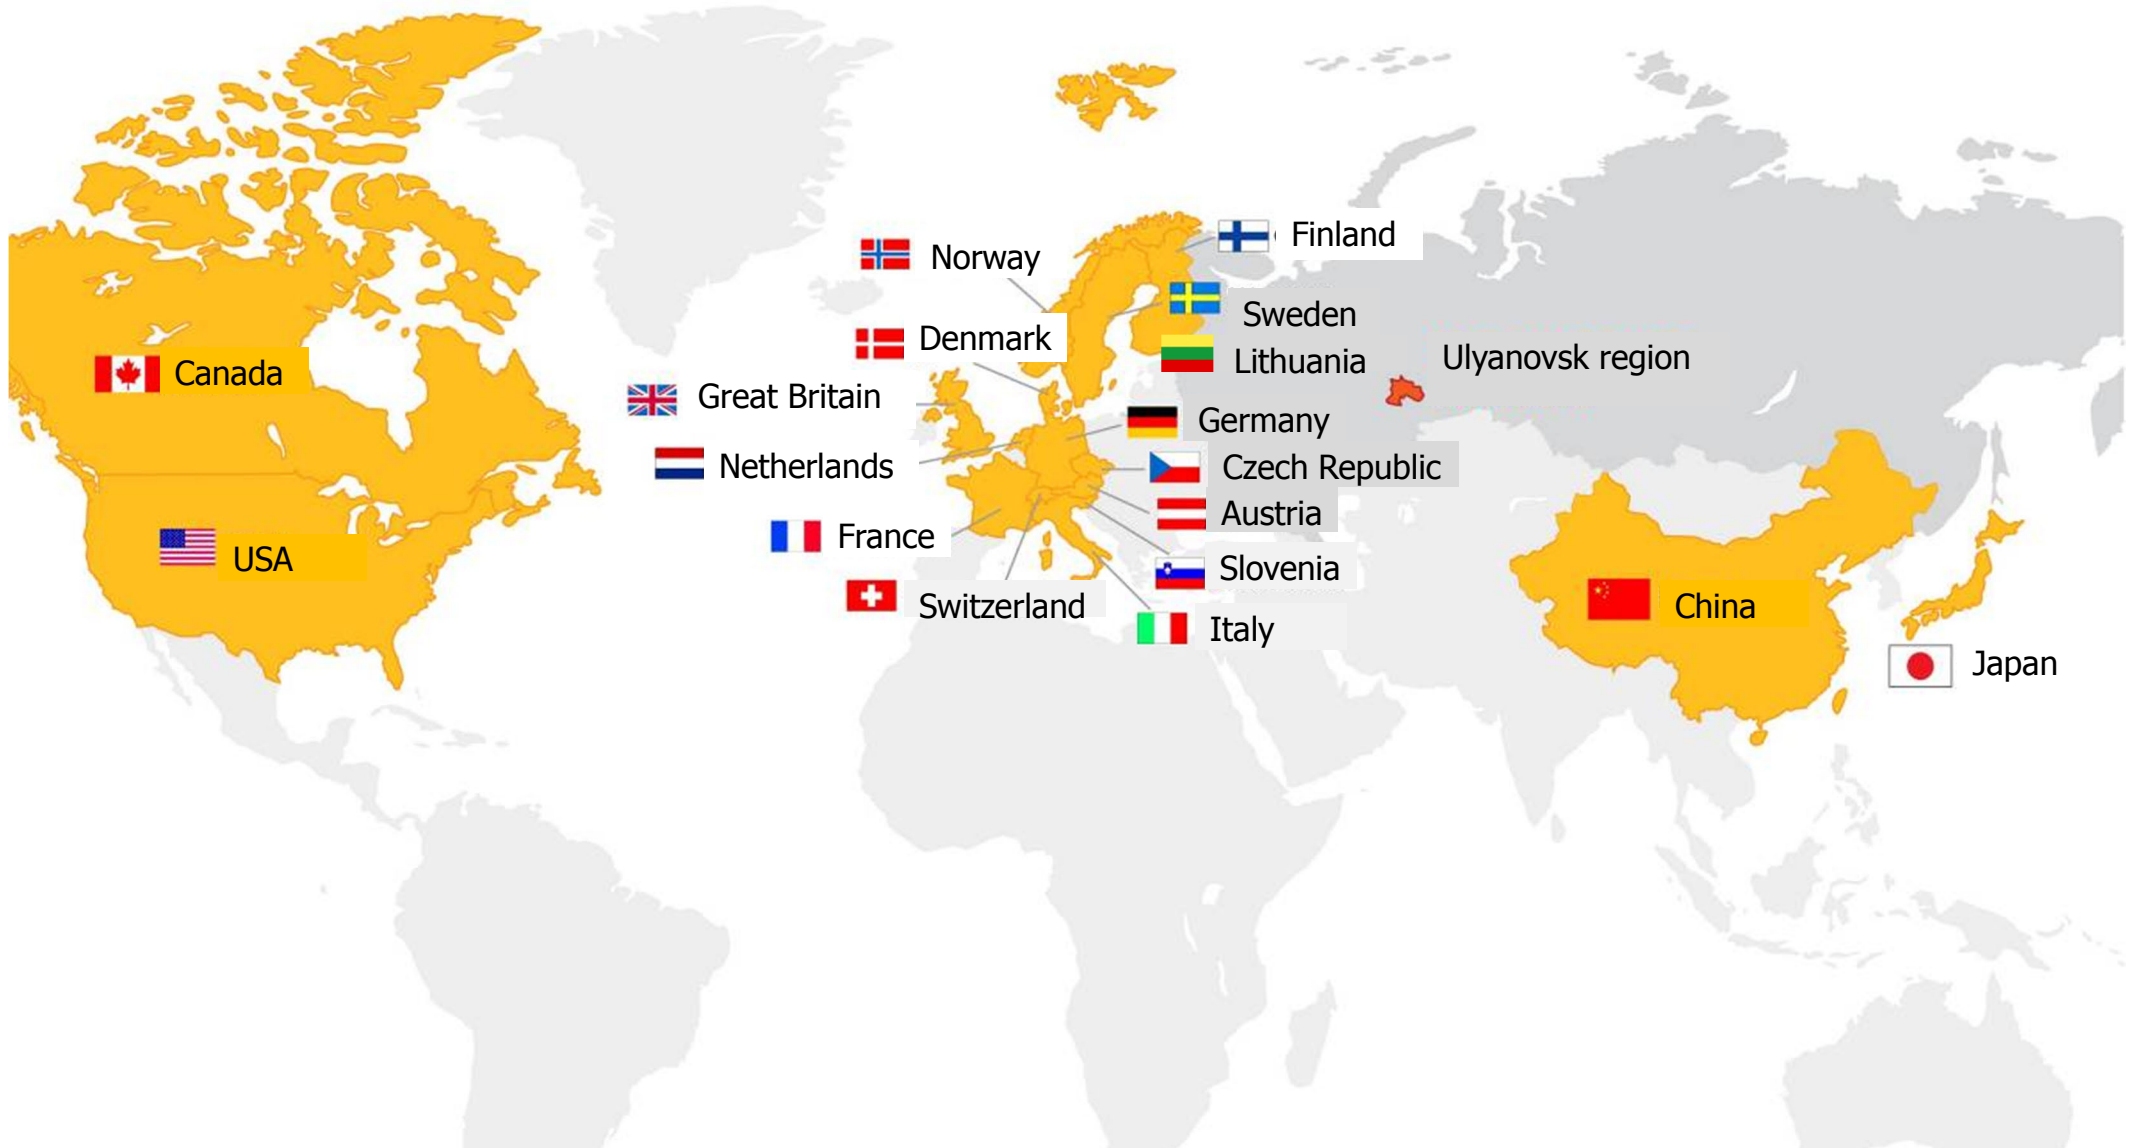 Finland
Norway
Sweden
Denmark
Lithuania
Ulyanovsk region
Canada
Great Britain
Germany
Netherlands
Czech Republic
Austria
France
USA
Slovenia
Switzerland
China
Italy
Japan